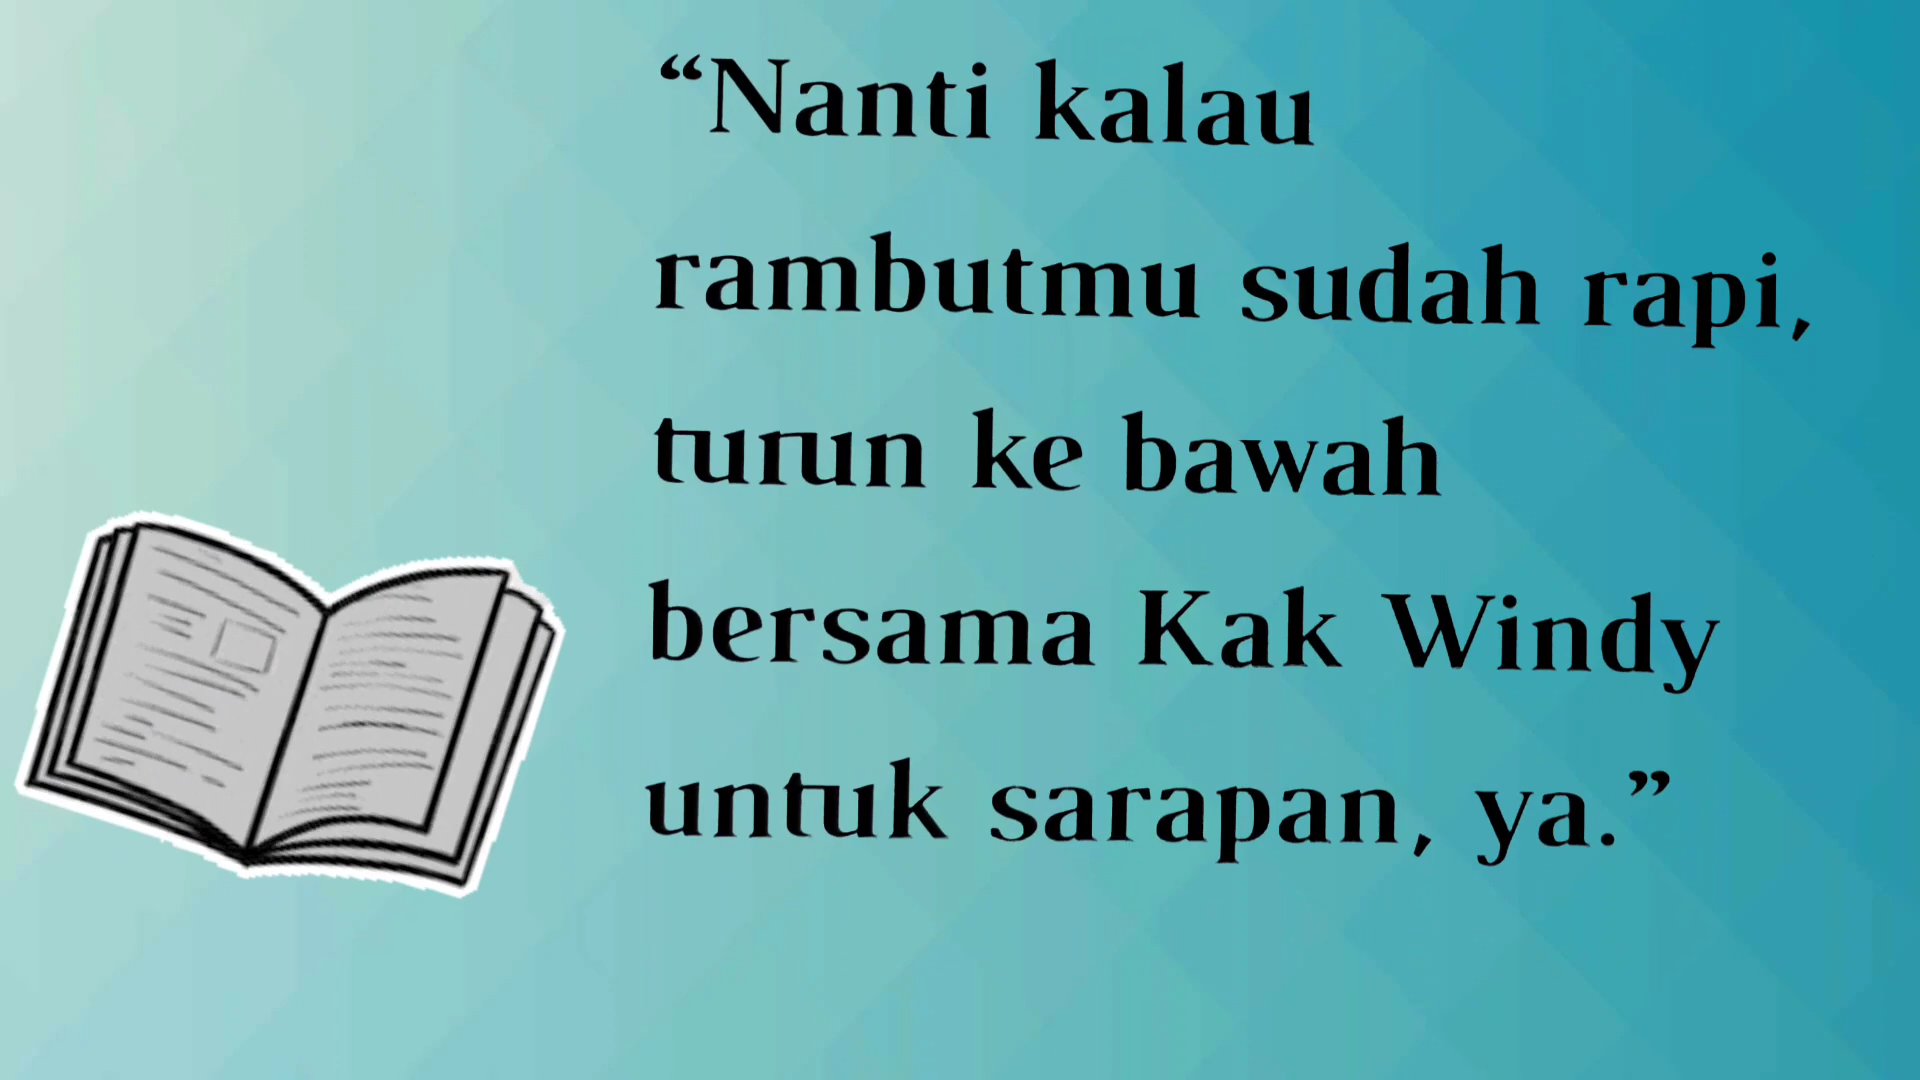 “Nanti kalau
rambutmu sudah rapi,
turun ke bawah
bersama Kak Windy
untuk sarapan, ya.”